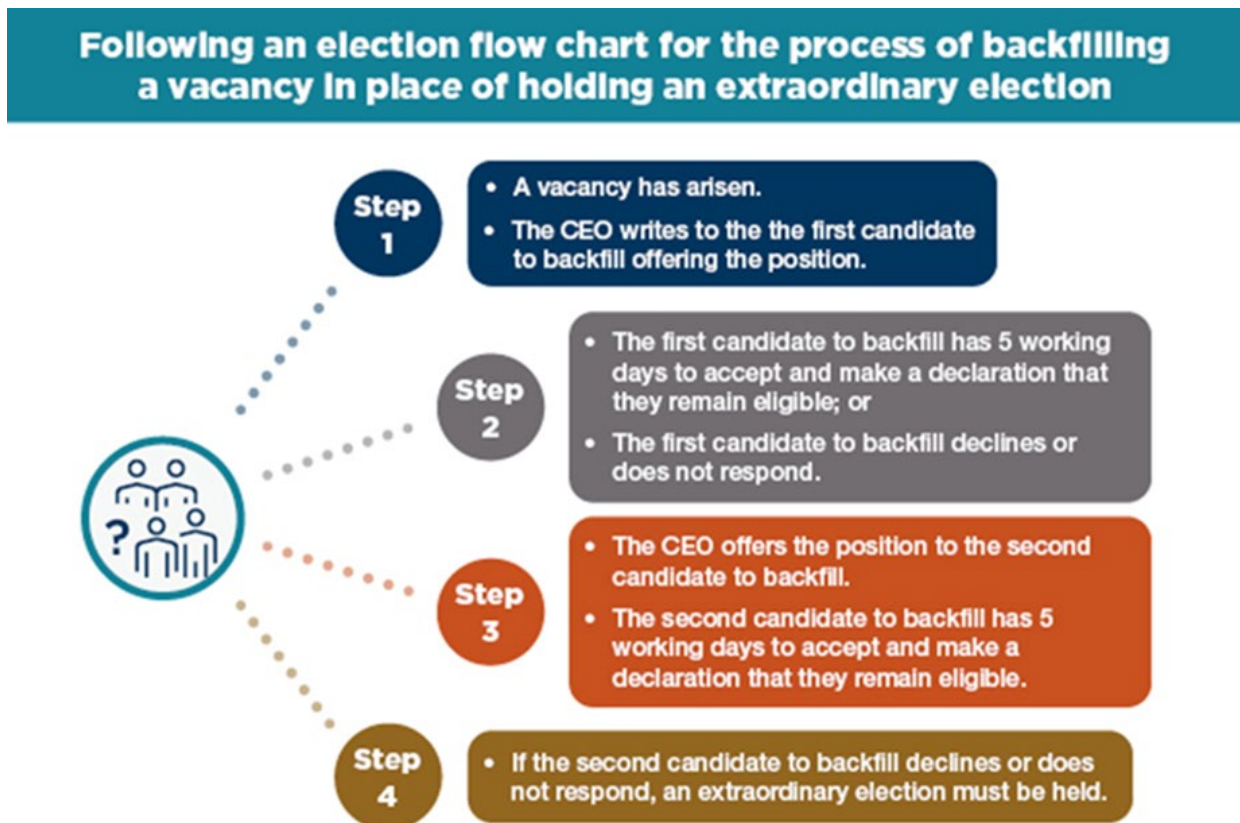 Following an election flow chart for the process of backfilling
a vacancy in place of holding an extraordinary election
Step
1
• A vacancy has arisen.
• The CEO writes to the the first candidate
to backfill offering the position.
Step
2
• The first candidate to backfill has 5 working
days to accept and make a declaration that
they remain eligible; or
• The first candidate to backfill declines or
does not respond.
?
Step
3
• The CEO offers the position to the second
candidate to backfill.
• The second candidate to backfill has 5
working days to accept and make a
declaration that they remain eligible.
Step
4
• If the second candidate to backfill declines or does
not respond, an extraordinary election must be held.